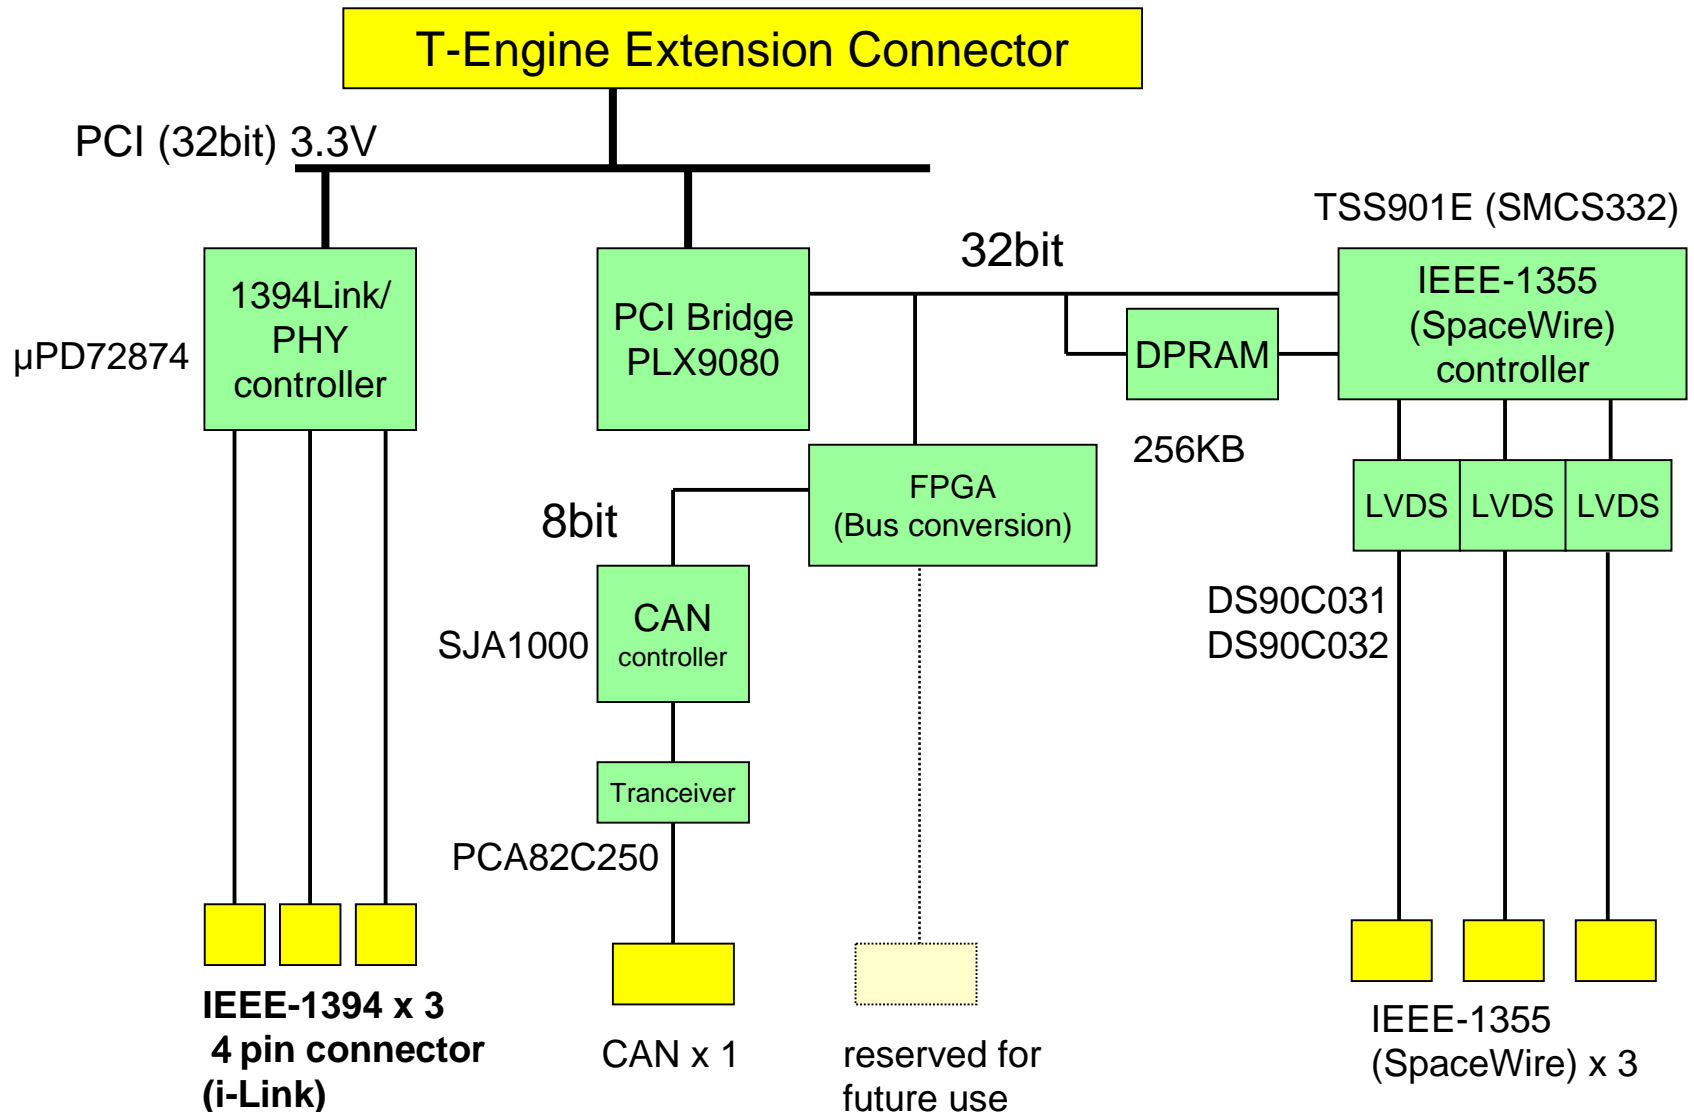 T-Engine Extension Connector
PCI (32bit) 3.3V
TSS901E (SMCS332)
32bit
1394Link/
PHY
controller
µPD72874
PCI Bridge
PLX9080
DPRAM
256KB
IEEE-1355
(SpaceWire)
controller
FPGA
(Bus conversion)
8bit
LVDS
LVDS
LVDS
DS90C031
DS90C032
CAN
controller
SJA1000
Tranceiver
PCA82C250
IEEE-1394 x 3
4 pin connector
(i-Link)
CAN x 1
reserved for
future use
IEEE-1355
(SpaceWire) x 3